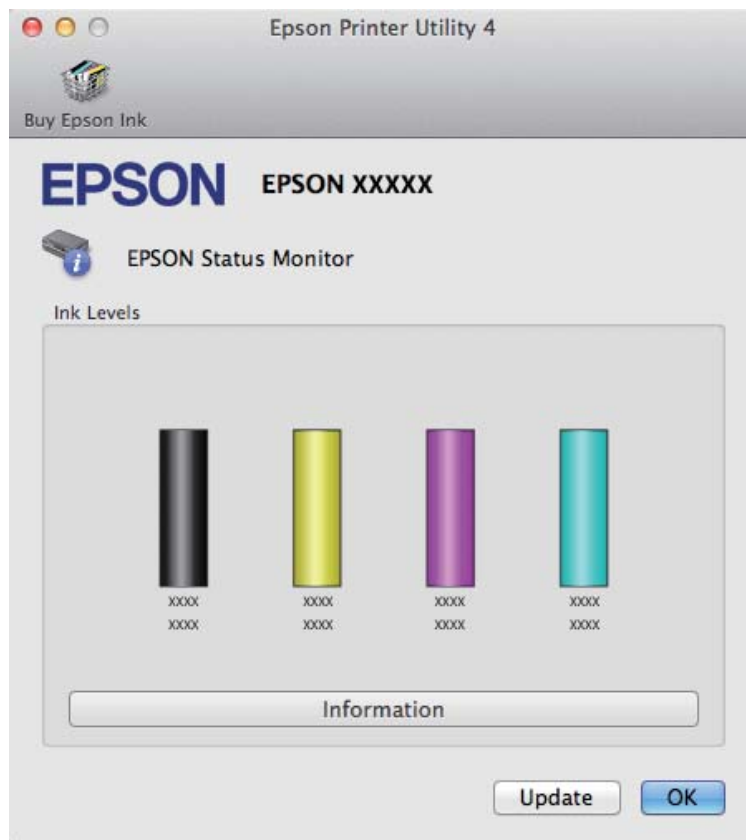 Epson Printer Utility 4
Buy Epson Ink
EPSON EPSON XXXXX
EPSON Status Monitor
Ink Levels
xxxx xxxx xxxx xxxx
xxxx xxxx xxxx xxxx
Information
Update OK